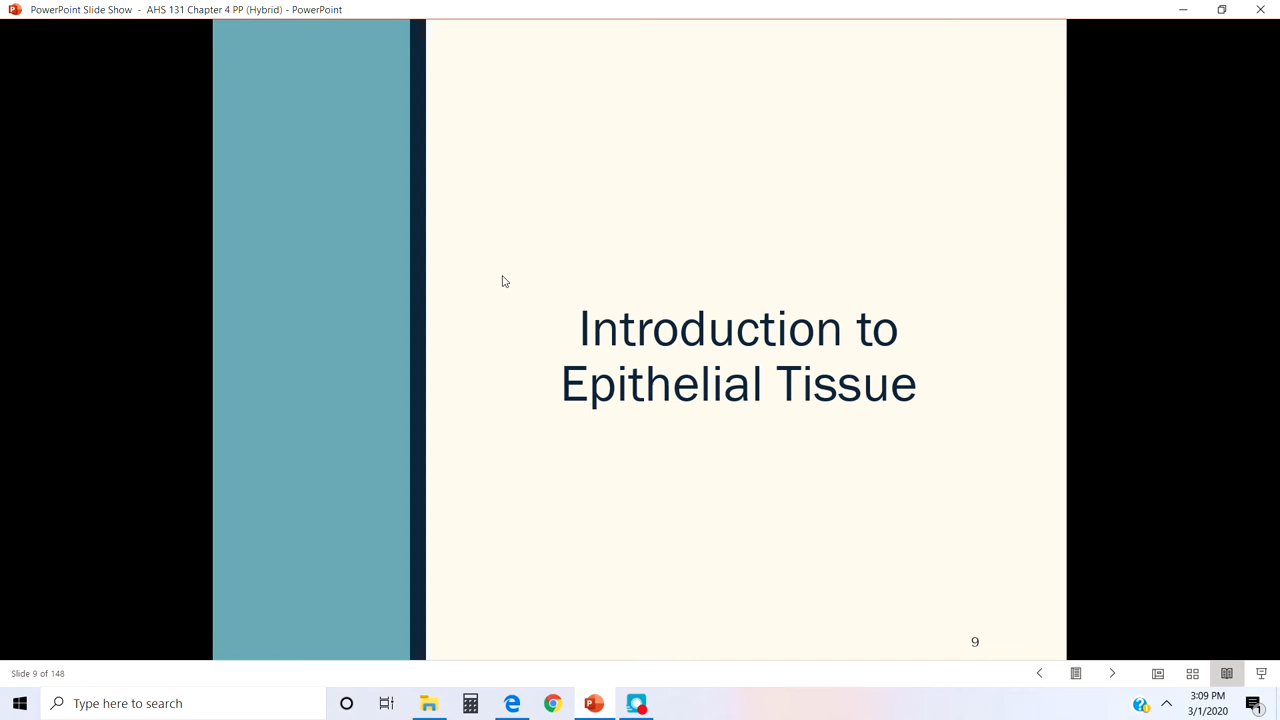 PowerPoint Slide Show - AHS 131 Chapter 4 PP (Hybrid) - PowerPoint
Introduction to
Epithelial Tissue
9
Slide 9 of 148
Type here to search
3:09 PM
3/1/2020
1